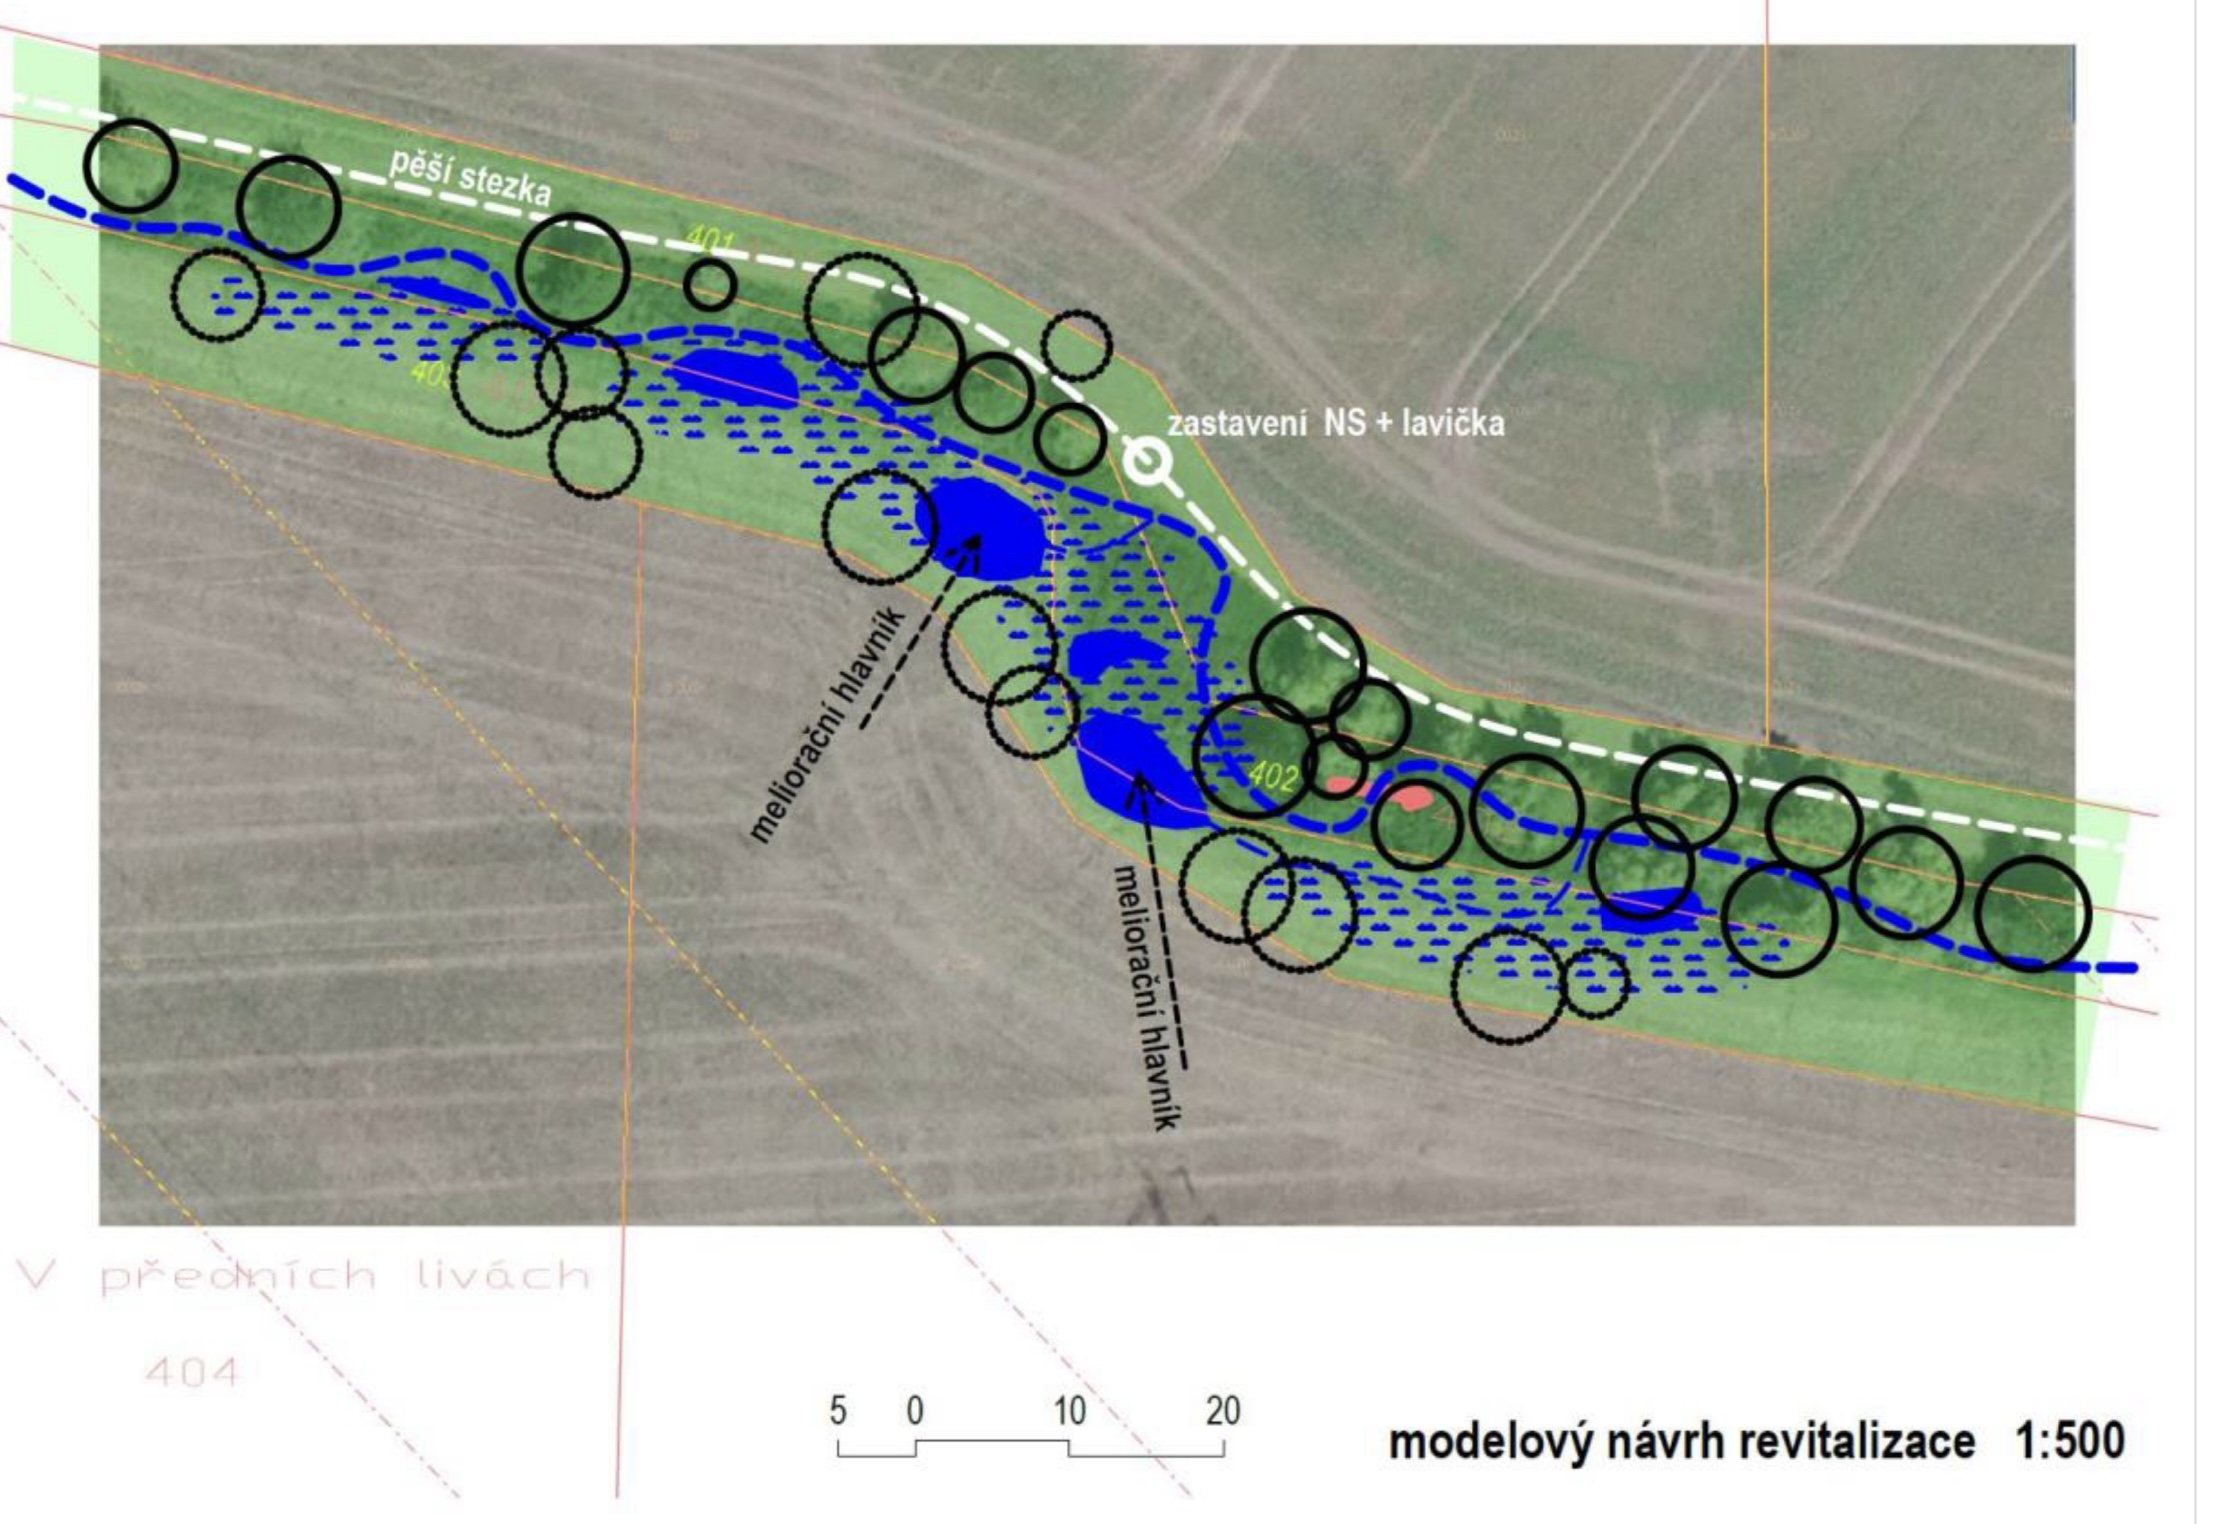 pěší stezka
401
zastavení NS + lavička
meliorační hlavník
402
meliorační hlavník
V předních livách
404
5 0 10 20
modelový návrh revitalizace 1:500